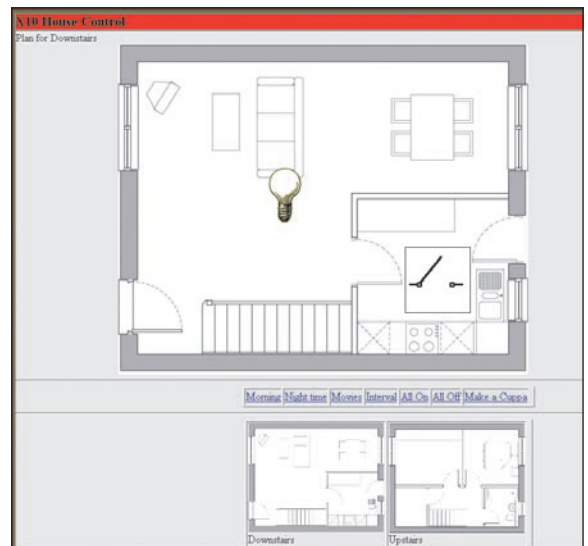 X10 House Control
Plan for Downstairs
Morning Night time Movies Interval All On All Off Make a Cuppa
Downstairs Upstairs